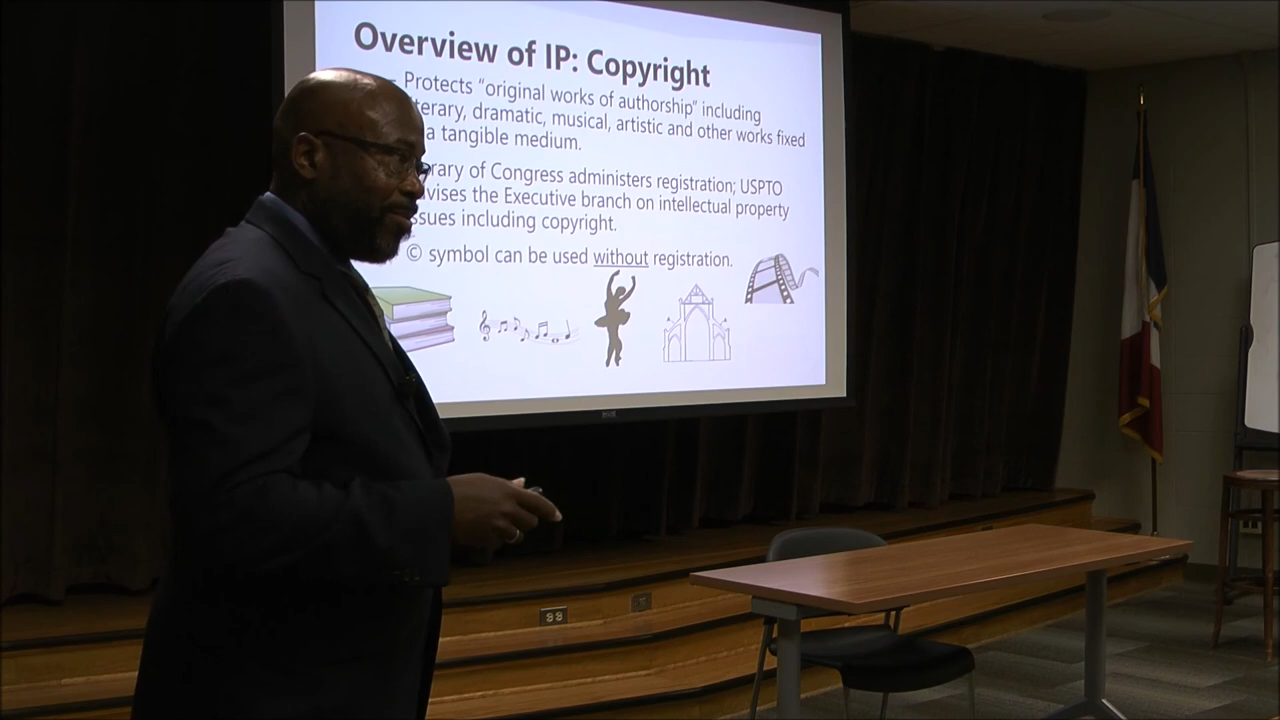 Overview of IP: Copyright
Protects “original works of authorship” including
terary, dramatic, musical, artistic and other works fixed
a tangible medium.
rary of Congress administers registration; USPTO
vises the Executive branch on intellectual property
ssues including copyright.
© symbol can be used without registration.